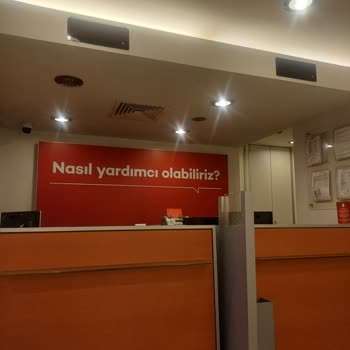 Nasıl yardımcı olabiliriz?